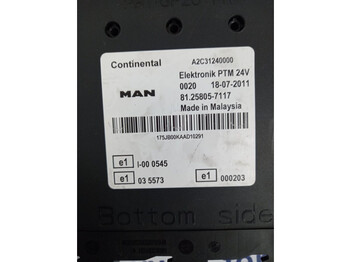 Continental A2C31240000
Elektronik PTM 24V
MAN 0020 18-07-2011
81.25805-7117
Made in Malaysia
175JB00KAAD10291
e1 I-00 0545
e1 03 5573 e1 000203
Bottom side